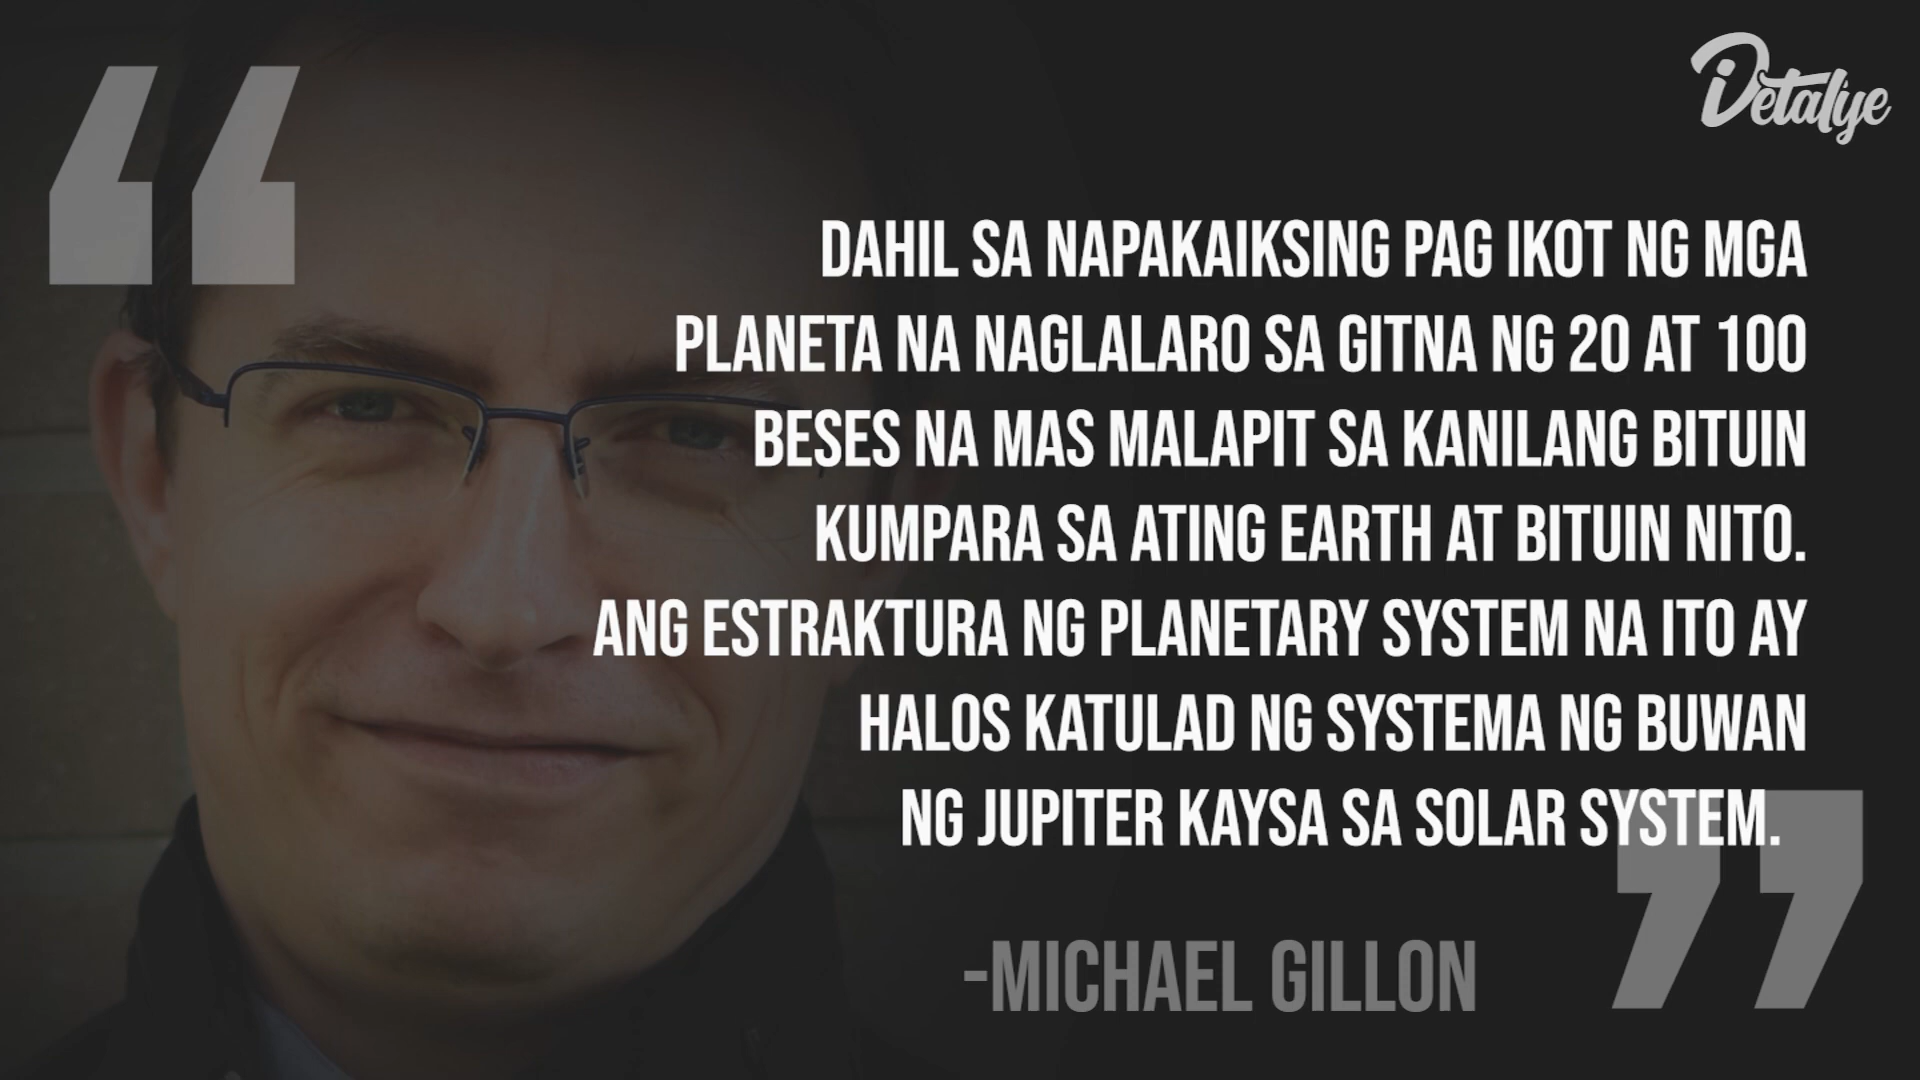 Detalye
DAHIL SA NAPAKAIKSING PAG IKOT NG MGA
PLANETA NA NAGLALARO SA GITNA NG 20 AT 100
BESES NA MAS MALAPIT SA KANILANG BITUIN
KUMPARA SA ATING EARTH AT BITUIN NITO.
ANG ESTRAKTURA NG PLANETARY SYSTEM NA ITO AY
HALOS KATULAD NG SYSTEMA NG BUWAN
NG JUPITER KAYSA SA SOLAR SYSTEM.
-MICHAEL GILLON